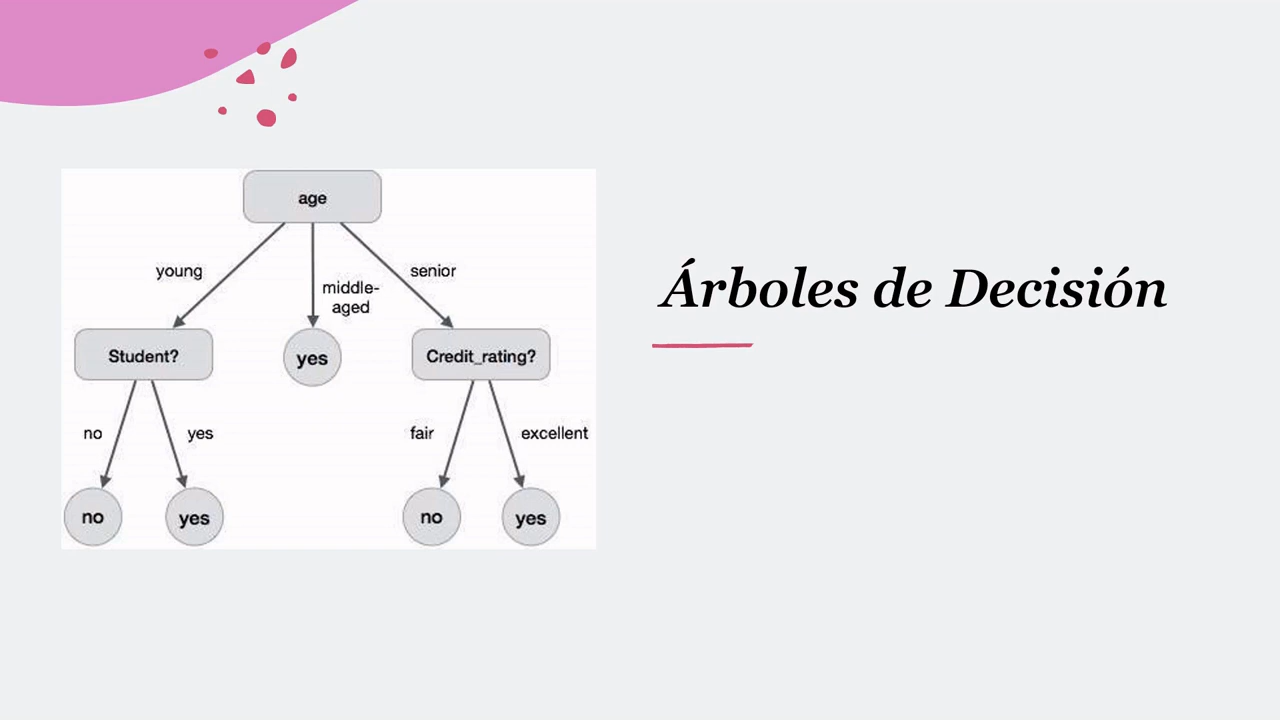 age
young
middle-
aged
senior
Student?
yes
Credit_rating?
no
yes
fair
excellent
no
yes
no
yes
Árboles de Decisión